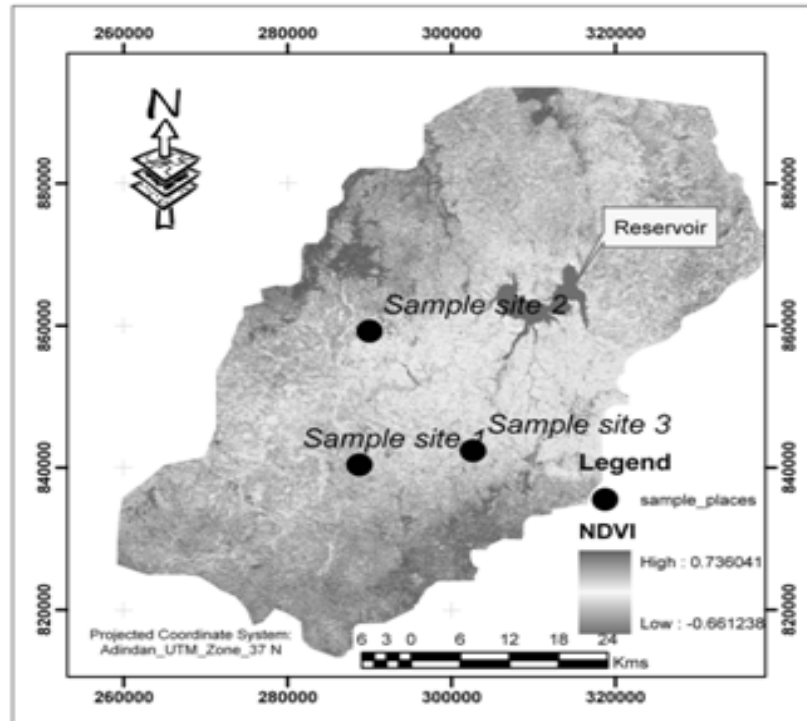 260000 280000 300000 320000
N
880000 880000
Reservoir
Sample site 2
860000 860000
Sample site 3
Sample site 1
Legend
840000 840000
sample_places
NDVI
High : 0.736041
Low : -0.661238
820000 820000
Projected Coordinate System:
Adindan_UTM_Zone_37 N
6 3 0 6 12 18 24
Kms
260000 280000 300000 320000